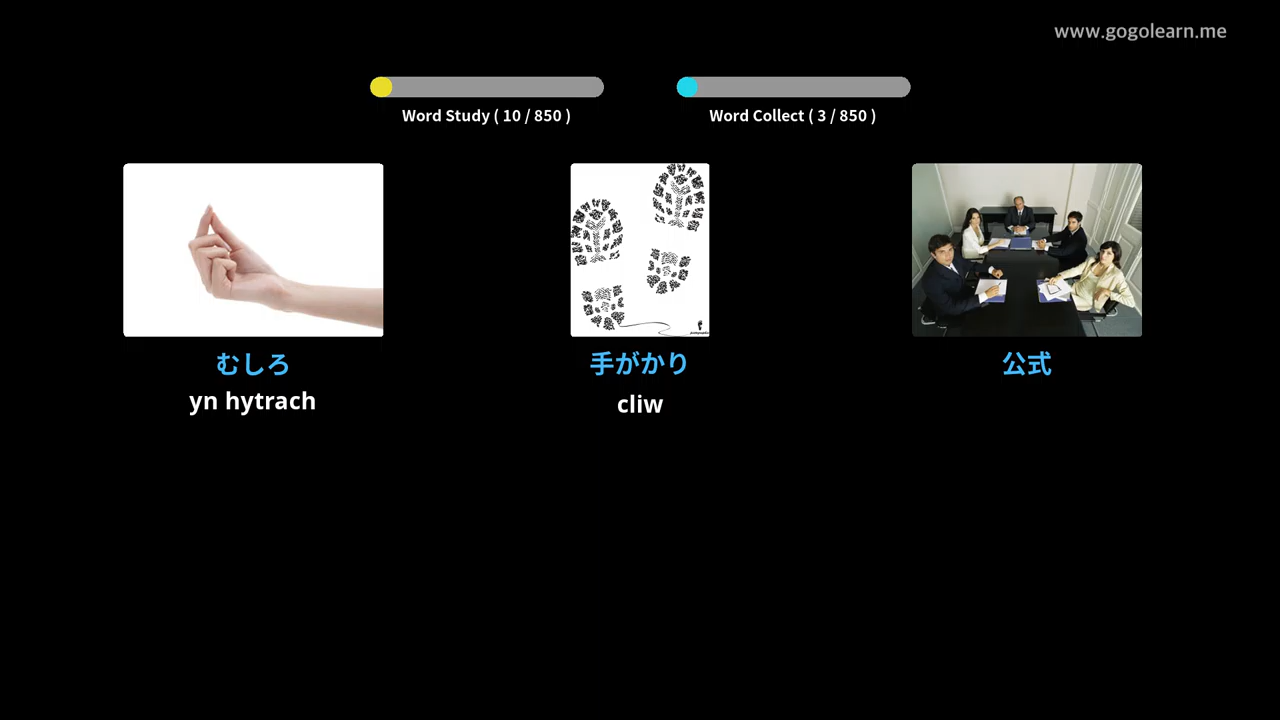 www.gogolearn.me
Word Study ( 10 / 850 )
Word Collect ( 3 / 850 )
むしろ
手がかり
公式
yn hytrach
cliw